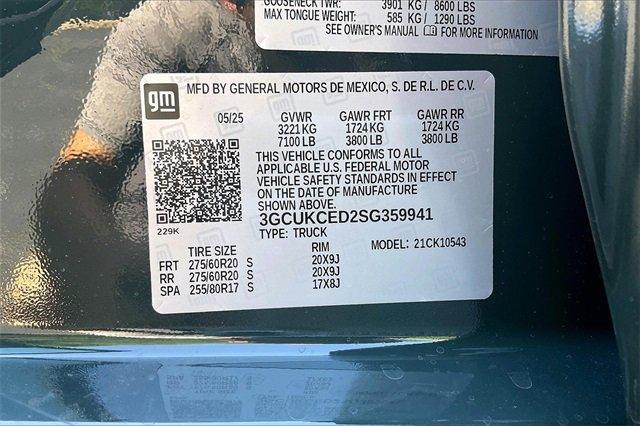 GOOSENECK TWR: 3901 KG/ 8600 LBS
MAX TONGUE WEIGHT: 585 KG/ 1290 LBS
SEE OWNER'S MANUAL FOR MORE INFORMATION
gm MFD BY GENERAL MOTORS DE MEXICO, S. DE R.L. DE C.V.
05/25 GVWR GAWR FRT GAWR RR
3221 KG 1724 KG 1724 KG
7100 LB 3800 LB 3800 LB
THIS VEHICLE CONFORMS TO ALL
APPLICABLE U.S. FEDERAL MOTOR
VEHICLE SAFETY STANDARDS IN EFFECT
ON THE DATE OF MANUFACTURE
SHOWN ABOVE.
3GCUKCED2SG359941
229K TYPE: TRUCK
MODEL: 21CK10543
TIRE SIZE RIM
FRT 275/60R20 S 20X9J
RR 275/60R20 S 20X9J
SPA 255/80R17 S 17X8J